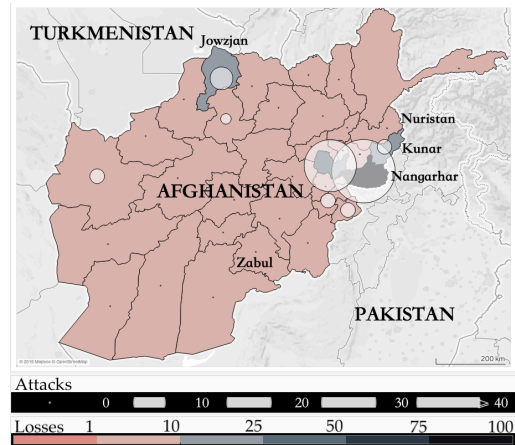 TURKMENISTAN
Jowzjan
Nuristan
Kunar
Nangarhar
AFGHANISTAN
Zabul
PAKISTAN
200 km
© 2019 Mapbox © OpenStreetMap
Attacks
0 10 20 30 40
Losses 1 10 25 50 75 100